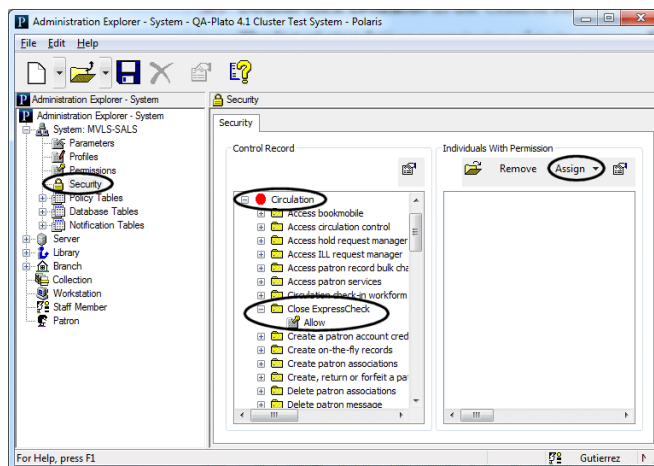 Administration Explorer - System - QA-Plato 4.1 Cluster Test System - Polaris
File Edit Help
Administration Explorer - System
Administration Explorer - System
System: MVLS-SALS
Parameters
Profiles
Permissions
Security
Policy Tables
Database Tables
Notification Tables
Server
Library
Branch
Collection
Workstation
Staff Member
Patron
Security
Security
Control Record
Circulation
Access bookmobile
Access circulation control
Access hold request manager
Access ILL request manager
Access patron record bulk cha
Access patron services
Circulation check-in workform
Close ExpressCheck
Allow
Create a patron account cred
Create on-the-fly records
Create patron associations
Create, return or forfeit a pa
Delete patron associations
Delete patron message
Individuals With Permission
Remove Assign
For Help, press F1
Gutierrez